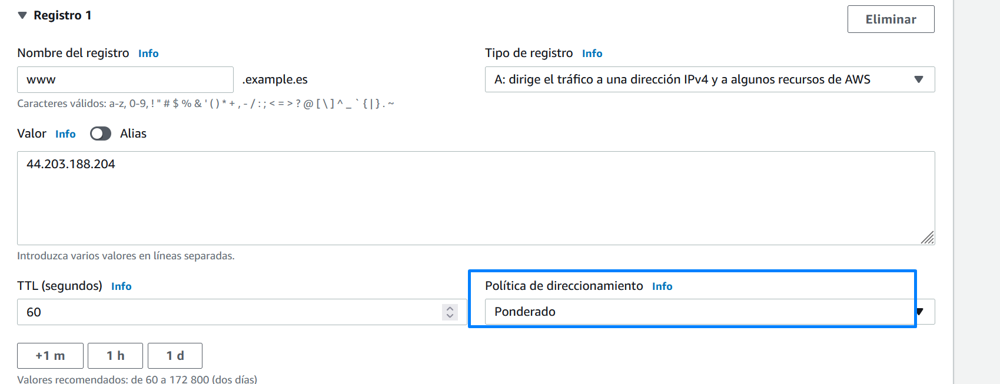 Registro 1
Eliminar
Nombre del registro Info
Tipo de registro Info
www .example.es
A: dirige el tráfico a una dirección IPv4 y a algunos recursos de AWS
Caracteres válidos: a-z, 0-9, ! " # $ % & ' ( ) * + , - / : ; < = > ? @ [ \ ] ^ _ ` { | } . ~
Valor Info Alias
44.203.188.204
Introduzca varios valores en líneas separadas.
TTL (segundos) Info
Política de direccionamiento Info
60
Ponderado
+1 m 1 h 1 d
Valores recomendados: de 60 a 172 800 (dos días)